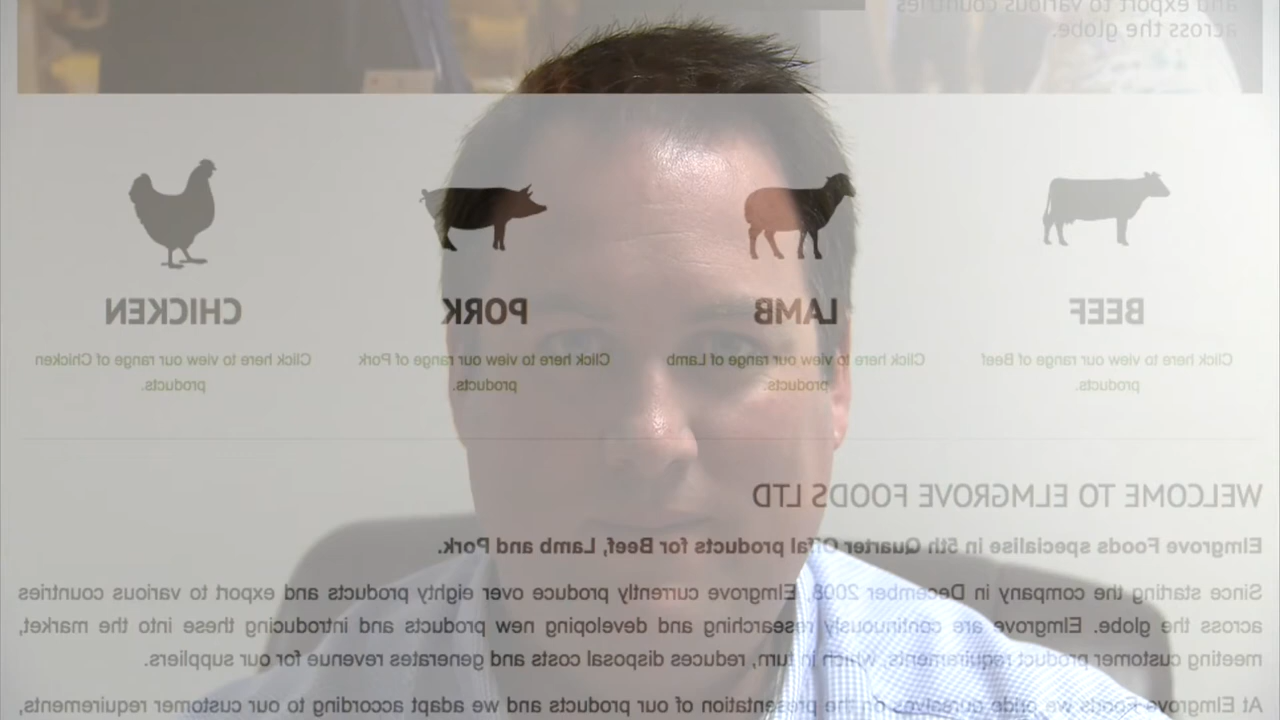 and export to various countries
across the globe.
BEEF
LAMB
PORK
CHICKEN
Click here to view our range of Beef
products.
Click here to view our range of Lamb
products.
Click here to view our range of Pork
products.
Click here to view our range of Chicken
products.
WELCOME TO ELMGROVE FOODS LTD
Elmgrove Foods specialise in 5th Quarter Offal products for Beef, Lamb and Pork.
Since starting the company in December 2008, Elmgrove currently produce over eighty products and export to various countries
across the globe. Elmgrove are continuously researching and developing new products and introducing these into the market,
meeting customer product requirements, which in turn, reduces disposal costs and generates revenue for our suppliers.
At Elmgrove Foods we pride ourselves on the presentation of our products and we adapt according to our customer requirements,